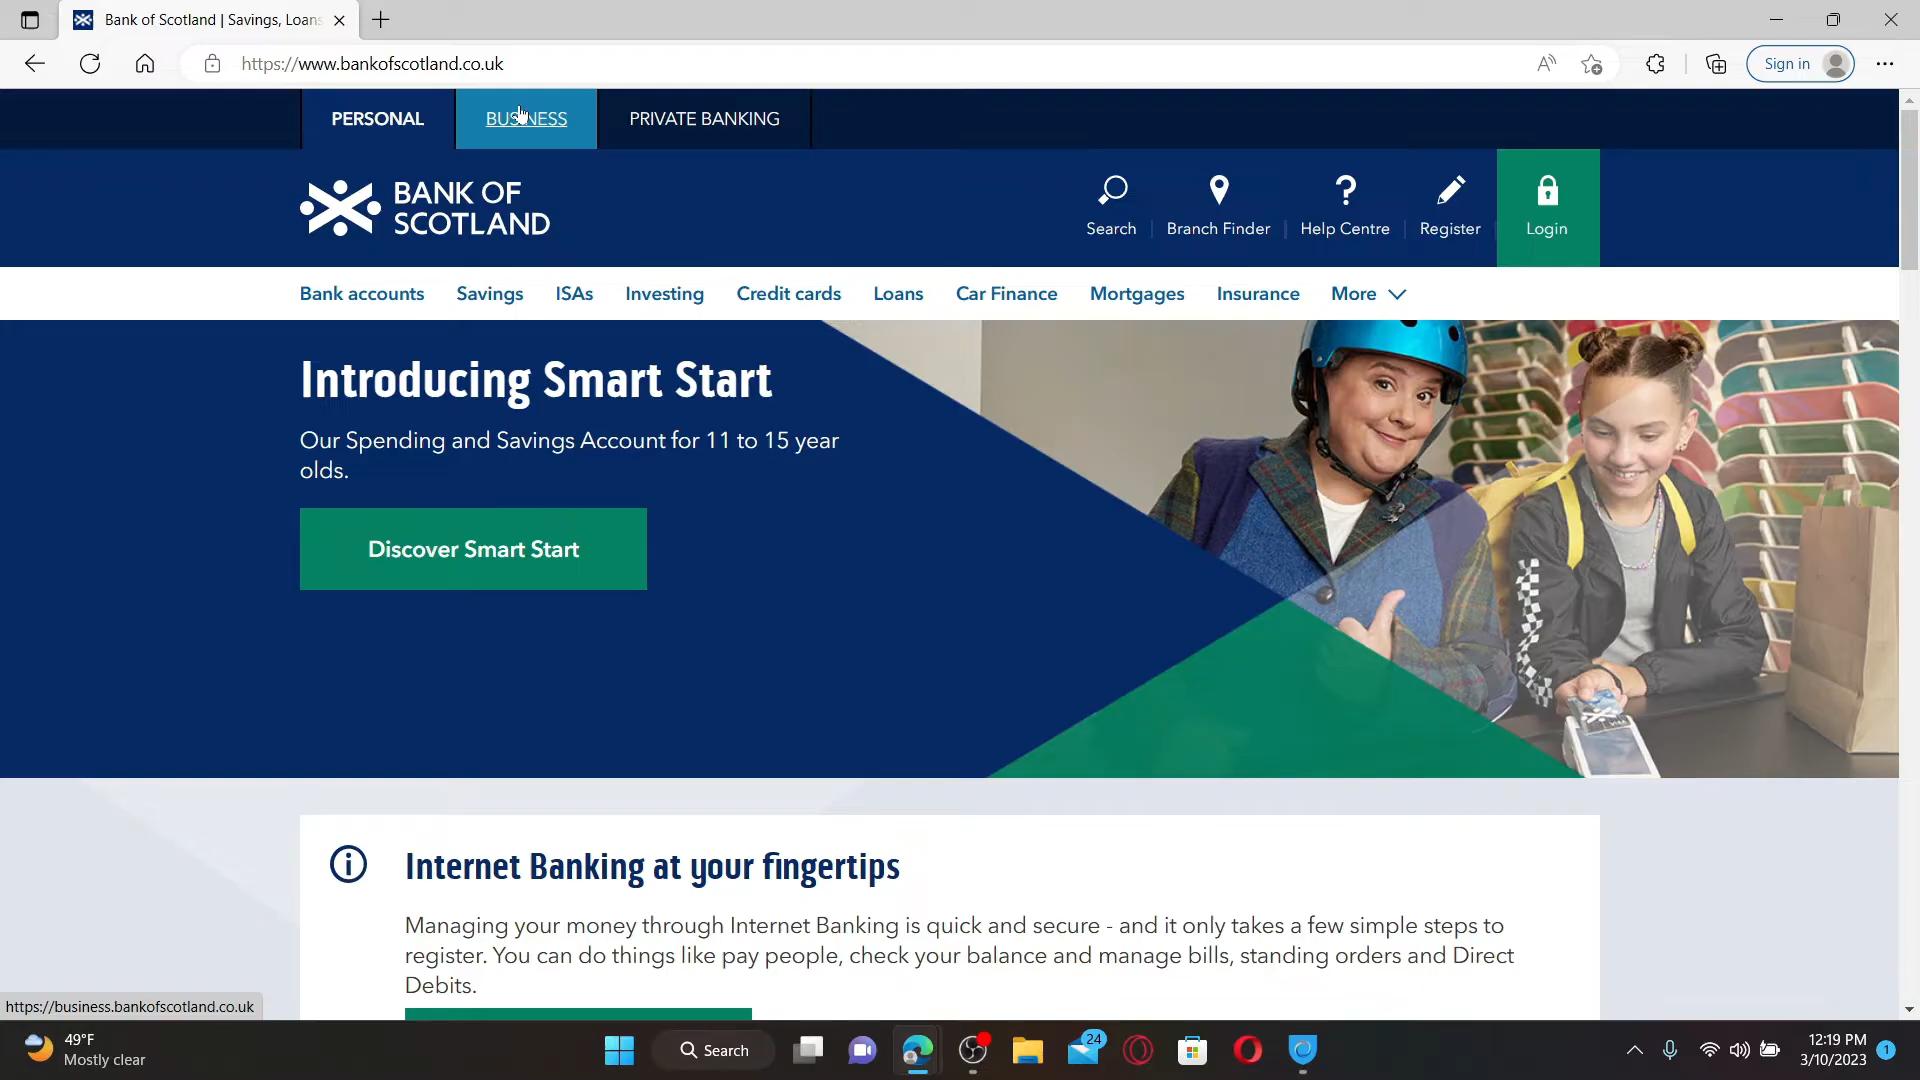 Bank of Scotland | Savings, Loans
https://www.bankofscotland.co.uk
Sign in
PERSONAL
BUSINESS
PRIVATE BANKING
BANK OF
SCOTLAND
Search
Branch Finder
Help Centre
Register
Login
Bank accounts
Savings
ISAs
Investing
Credit cards
Loans
Car Finance
Mortgages
Insurance
More
Introducing Smart Start
Our Spending and Savings Account for 11 to 15 year
olds.
Discover Smart Start
Internet Banking at your fingertips
Managing your money through Internet Banking is quick and secure - and it only takes a few simple steps to
register. You can do things like pay people, check your balance and manage bills, standing orders and Direct
Debits.
https://business.bankofscotland.co.uk
49°F
Mostly clear
Search
24
12:19 PM
3/10/2023
1